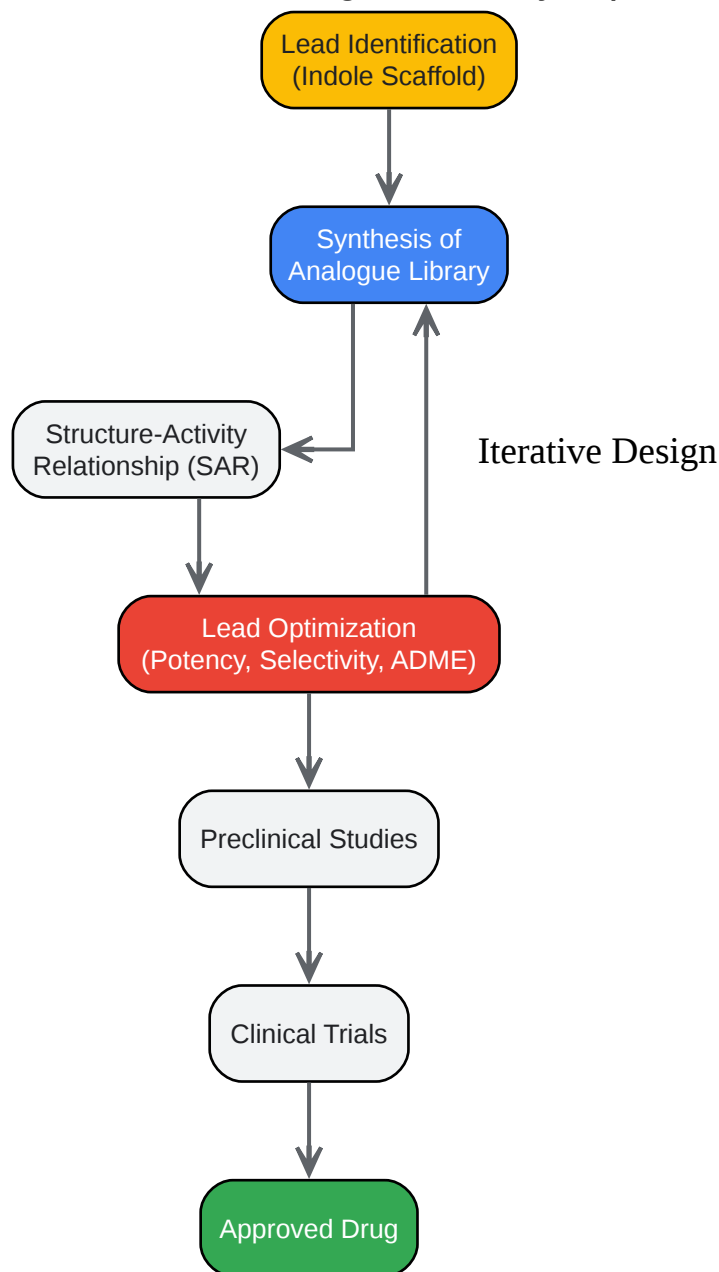 Lead Identification
(Indole Scaffold)
Synthesis of
Analogue Library
Structure-Activity
Relationship (SAR)
Iterative Design
Lead Optimization
(Potency, Selectivity, ADME)
Preclinical Studies
Clinical Trials
Approved Drug